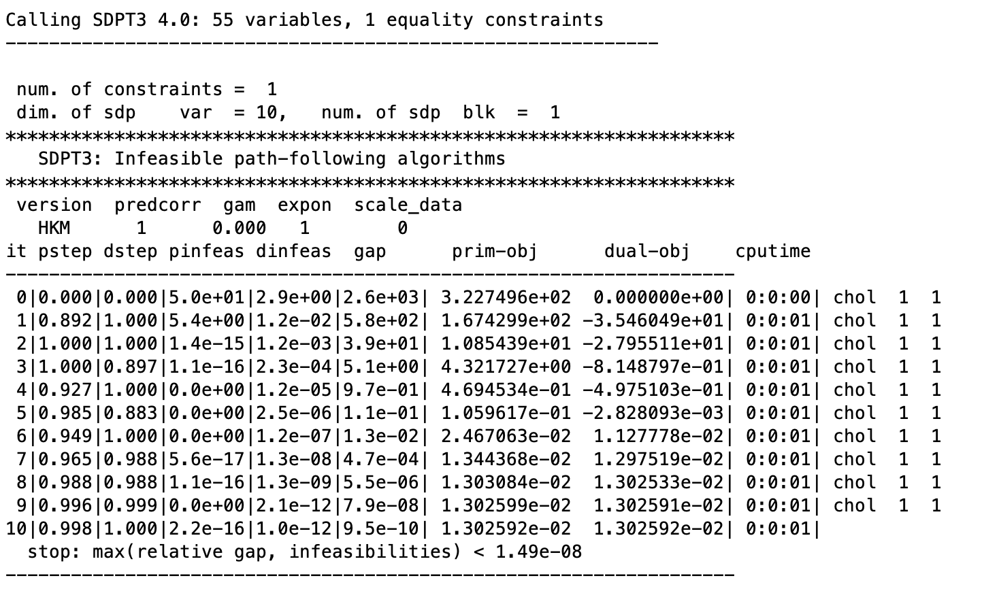 Calling SDPT3 4.0: 55 variables, 1 equality constraints
------------------------------------------------------------
num. of constraints =  1
dim. of sdp    var  = 10,   num. of sdp  blk  =  1
*******************************************************************
   SDPT3: Infeasible path-following algorithms
*******************************************************************
 version  predcorr  gam  expon  scale_data
   HKM      1      0.000   1        0
it pstep dstep pinfeas dinfeas  gap      prim-obj      dual-obj    cputime
-------------------------------------------------------------------
 0|0.000|0.000|5.0e+01|2.9e+00|2.6e+03| 3.227496e+02  0.000000e+00| 0:0:00| chol  1  1
 1|0.892|1.000|5.4e+00|1.2e-02|5.8e+02| 1.674299e+02 -3.546049e+01| 0:0:01| chol  1  1
 2|1.000|1.000|1.4e-15|1.2e-03|3.9e+01| 1.085439e+01 -2.795511e+01| 0:0:01| chol  1  1
 3|1.000|0.897|1.1e-16|2.3e-04|5.1e+00| 4.321727e+00 -8.148797e-01| 0:0:01| chol  1  1
 4|0.927|1.000|0.0e+00|1.2e-05|9.7e-01| 4.694534e-01 -4.975103e-01| 0:0:01| chol  1  1
 5|0.985|0.883|0.0e+00|2.5e-06|1.1e-01| 1.059617e-01 -2.828093e-03| 0:0:01| chol  1  1
 6|0.949|1.000|0.0e+00|1.2e-07|1.3e-02| 2.467063e-02  1.127778e-02| 0:0:01| chol  1  1
 7|0.965|0.988|5.6e-17|1.3e-08|4.7e-04| 1.344368e-02  1.297519e-02| 0:0:01| chol  1  1
 8|0.988|0.988|1.1e-16|1.3e-09|5.5e-06| 1.303084e-02  1.302533e-02| 0:0:01| chol  1  1
 9|0.996|0.999|0.0e+00|2.1e-12|7.9e-08| 1.302599e-02  1.302591e-02| 0:0:01| chol  1  1
10|0.998|1.000|2.2e-16|1.0e-12|9.5e-10| 1.302592e-02  1.302592e-02| 0:0:01|
  stop: max(relative gap, infeasibilities) < 1.49e-08
-------------------------------------------------------------------